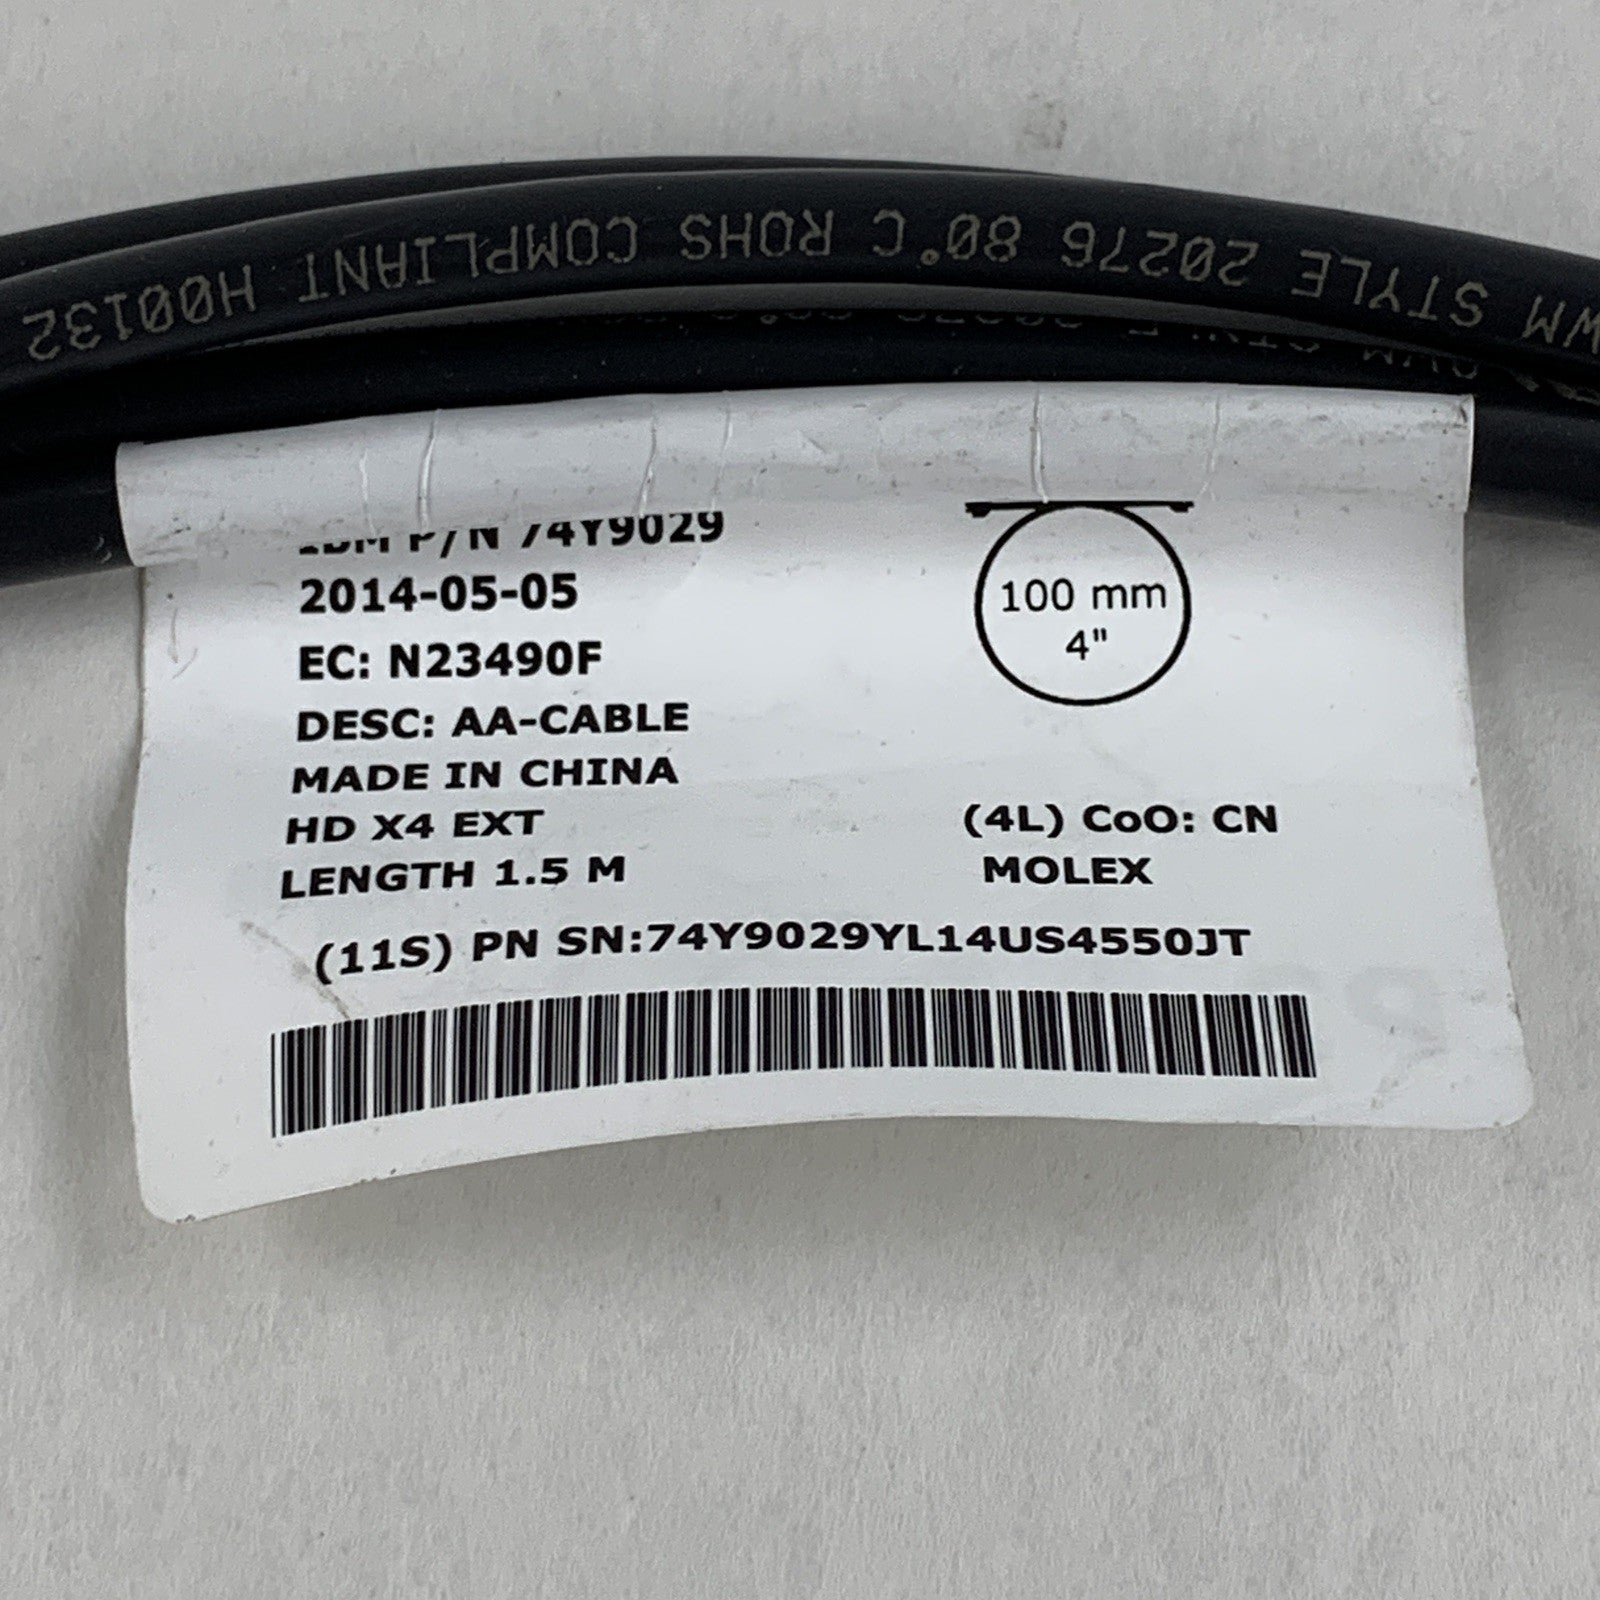 WM STYLE 20276 80°C ROHS COMPLIANT H00132
IBM P/N 74Y9029
2014-05-05
EC: N23490F
DESC: AA-CABLE
MADE IN CHINA
HD X4 EXT
LENGTH 1.5 M
100 mm
4"
(4L) CoO: CN
MOLEX
(11S) PN SN:74Y9029YL14US4550JT